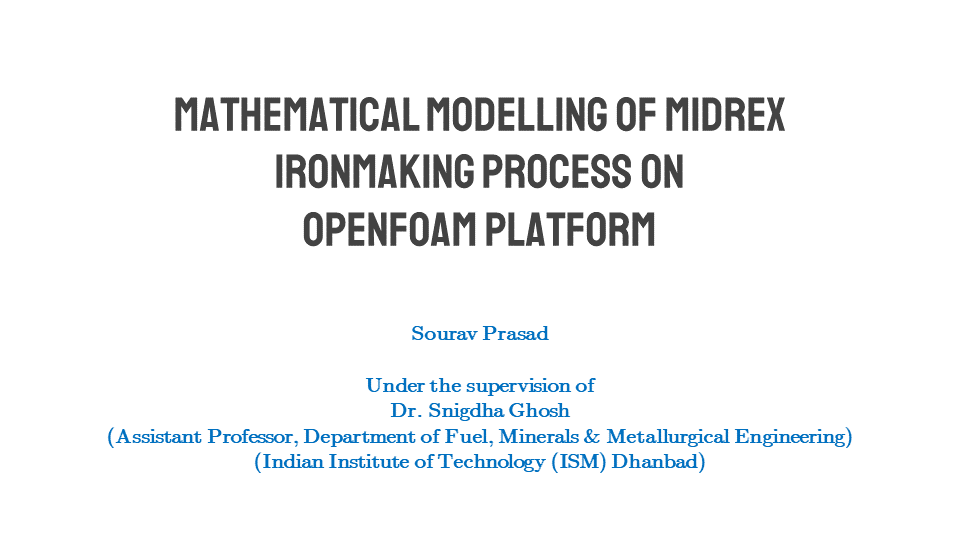 MATHEMATICAL MODELLING OF MIDREX
IRONMAKING PROCESS ON
OPENFOAM PLATFORM
Sourav Prasad
Under the supervision of
Dr. Snigdha Ghosh
(Assistant Professor, Department of Fuel, Minerals & Metallurgical Engineering)
(Indian Institute of Technology (ISM) Dhanbad)